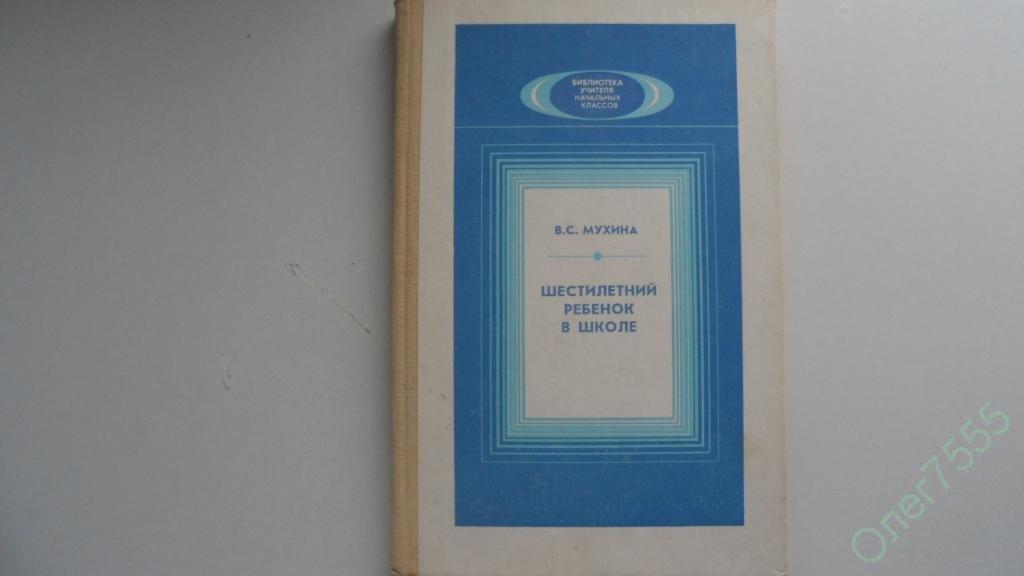 БИБЛИОТЕКА
УЧИТЕЛЯ
НАЧАЛЬНЫХ
КЛАССОВ
В.С. МУХИНА
ШЕСТИЛЕТНИЙ
РЕБЕНОК
В ШКОЛЕ
Олег7555